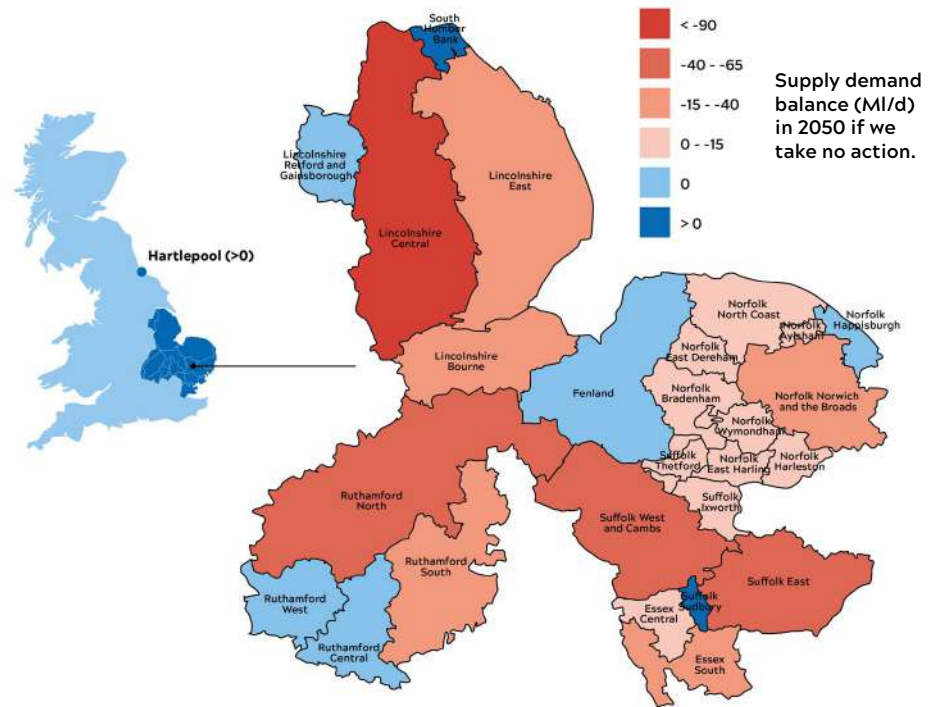 South
Humber
Bank
< -90
-40 - -65
-15 - -40
0 - -15
0
> 0
Supply demand
balance (Ml/d)
in 2050 if we
take no action.
Lincolnshire
Retford and
Gainsborough
Lincolnshire
East
Lincolnshire
Central
Hartlepool (>0)
Norfolk
North Coast
Norfolk
Aylsham
Norfolk
Happisburgh
Norfolk
East Dereham
Lincolnshire
Bourne
Fenland
Norfolk
Bradenham
Norfolk Norwich
and the Broads
Norfolk
Wymondham
Suffolk
Thetford
Norfolk
East Harling
Norfolk
Harleston
Suffolk
Ixworth
Ruthamford
North
Suffolk West
and Cambs
Ruthamford
South
Suffolk East
Ruthamford
West
Suffolk
Sudbury
Essex
Central
Ruthamford
Central
Essex
South